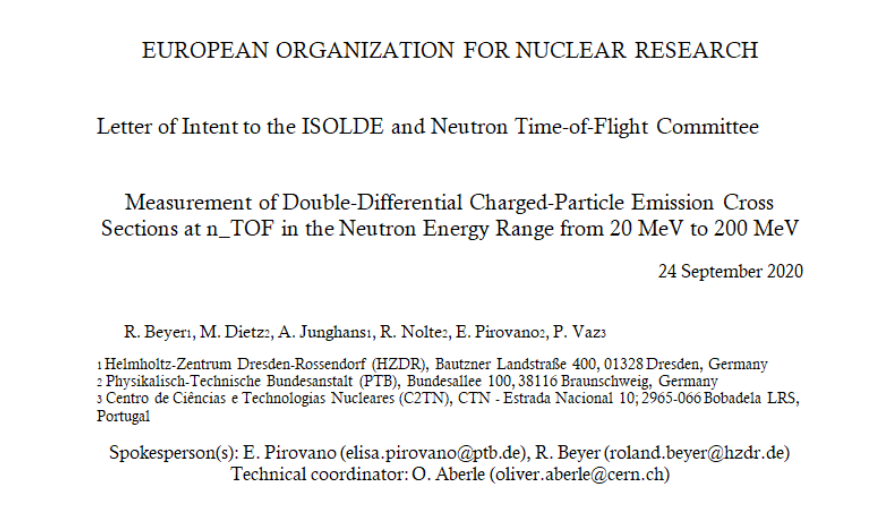 EUROPEAN ORGANIZATION FOR NUCLEAR RESEARCH
Letter of Intent to the ISOLDE and Neutron Time-of-Flight Committee
Measurement of Double-Differential Charged-Particle Emission Cross
Sections at n_TOF in the Neutron Energy Range from 20 MeV to 200 MeV
24 September 2020
R. Beyer1, M. Dietz2, A. Junghans1, R. Nolte2, E. Pirovano2, P. Vaz3
1 Helmholtz-Zentrum Dresden-Rossendorf (HZDR), Bautzner Landstraße 400, 01328 Dresden, Germany
2 Physikalisch-Technische Bundesanstalt (PTB), Bundesallee 100, 38116 Braunschweig, Germany
3 Centro de Ciências e Technologias Nucleares (C2TN), CTN - Estrada Nacional 10; 2965-066 Bobadela LRS,
Portugal
Spokesperson(s): E. Pirovano (elisa.pirovano@ptb.de), R. Beyer (roland.beyer@hzdr.de)
Technical coordinator: O. Aberle (oliver.aberle@cern.ch)